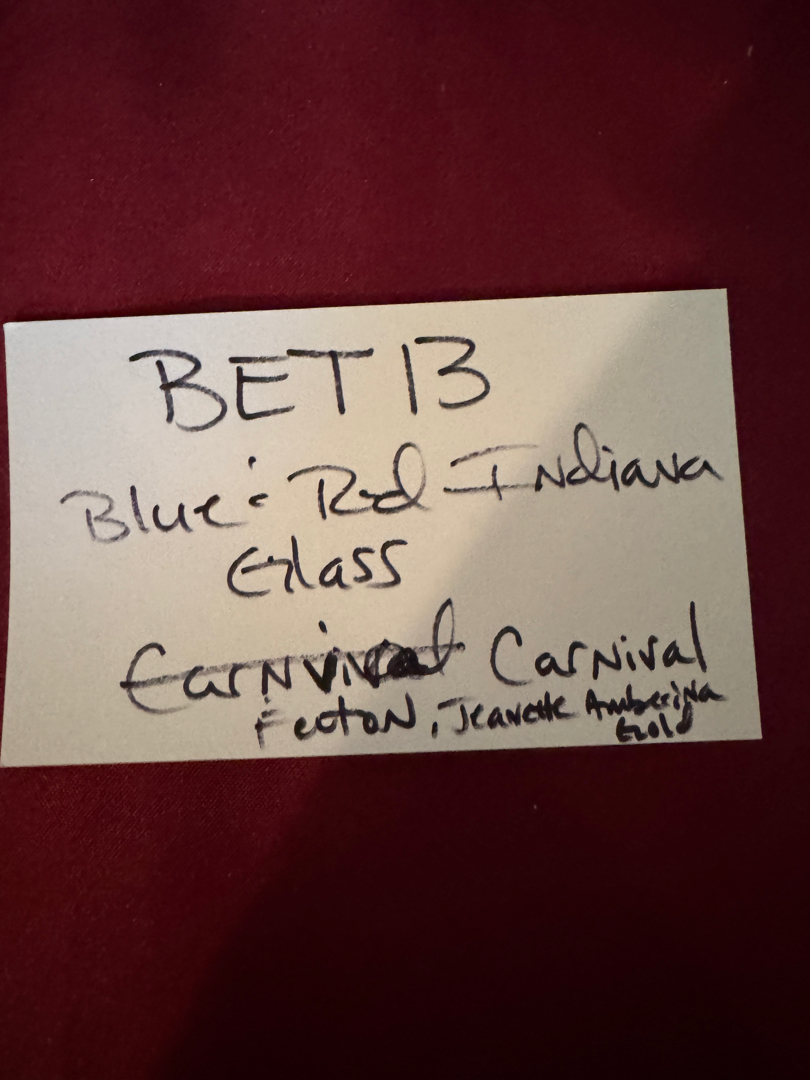 BET 13
Blue : Red Indiana
Glass
Carnival Carnival
Fenton, Jeanette Amberina
Gold